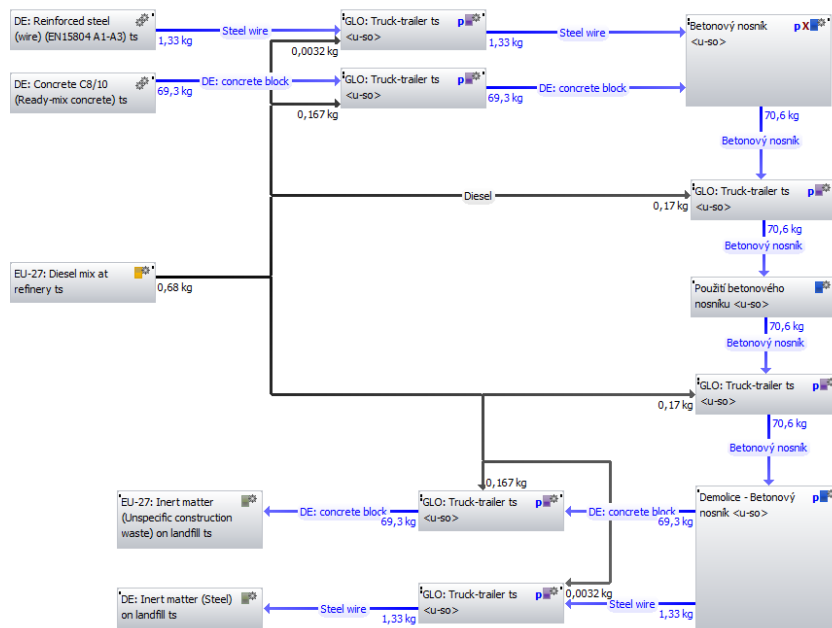 DE: Reinforced steel
(wire) (EN15804 A1-A3) ts
1,33 kg
Steel wire
0,0032 kg
GLO: Truck-trailer ts
<u-so>
p
1,33 kg
Steel wire
Betonový nosník
<u-so>
pX
DE: Concrete C8/10
(Ready-mix concrete) ts
69,3 kg
DE: concrete block
0,167 kg
GLO: Truck-trailer ts
<u-so>
p
69,3 kg
DE: concrete block
70,6 kg
Betonový nosník
Diesel
0,17 kg
GLO: Truck-trailer ts
<u-so>
p
70,6 kg
Betonový nosník
EU-27: Diesel mix at
refinery ts
0,68 kg
Použití betonového
nosníku <u-so>
70,6 kg
Betonový nosník
0,17 kg
GLO: Truck-trailer ts
<u-so>
p
70,6 kg
Betonový nosník
0,167 kg
EU-27: Inert matter
(Unspecific construction
waste) on landfill ts
DE: concrete block
69,3 kg
GLO: Truck-trailer ts
<u-so>
p
DE: concrete block
69,3 kg
Demolice - Betonový
nosník <u-so>
p
DE: Inert matter (Steel)
on landfill ts
Steel wire
1,33 kg
GLO: Truck-trailer ts
<u-so>
p
0,0032 kg
Steel wire
1,33 kg